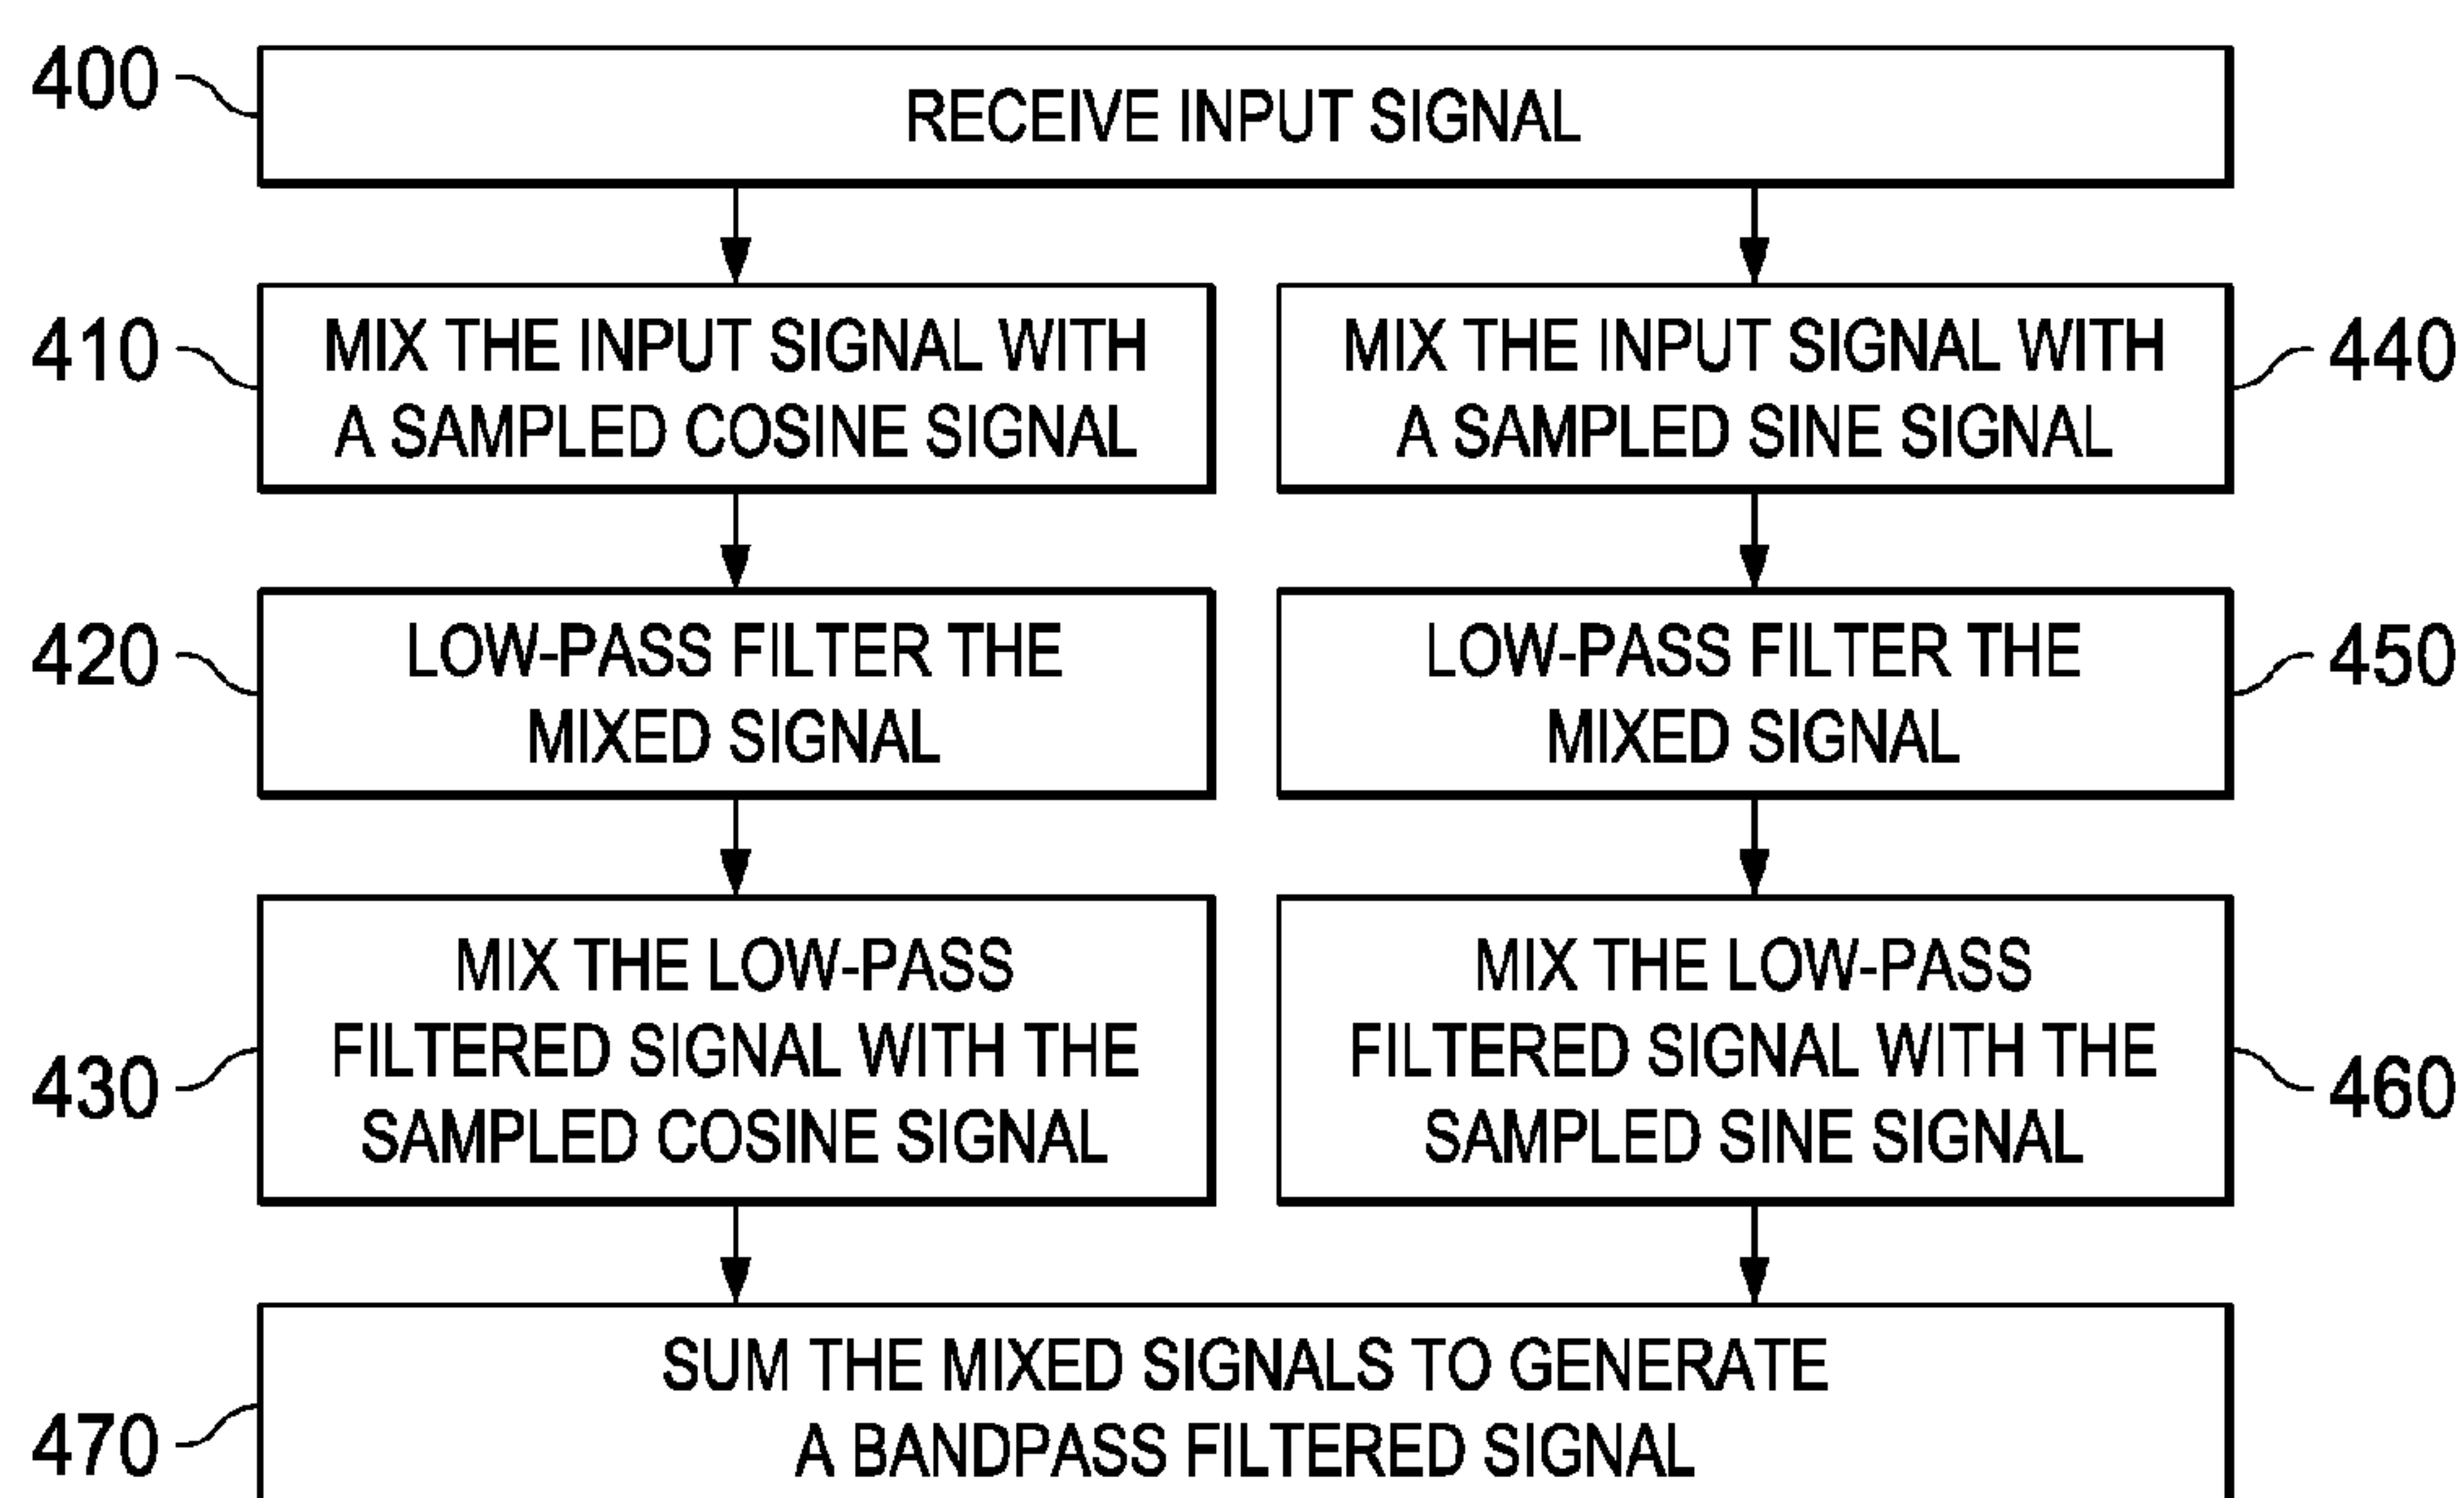 400
RECEIVE INPUT SIGNAL
410
MIX THE INPUT SIGNAL WITH
A SAMPLED COSINE SIGNAL
MIX THE INPUT SIGNAL WITH
A SAMPLED SINE SIGNAL
440
420
LOW-PASS FILTER THE
MIXED SIGNAL
LOW-PASS FILTER THE
MIXED SIGNAL
450
430
MIX THE LOW-PASS
FILTERED SIGNAL WITH THE
SAMPLED COSINE SIGNAL
MIX THE LOW-PASS
FILTERED SIGNAL WITH THE
SAMPLED SINE SIGNAL
460
470
SUM THE MIXED SIGNALS TO GENERATE
A BANDPASS FILTERED SIGNAL